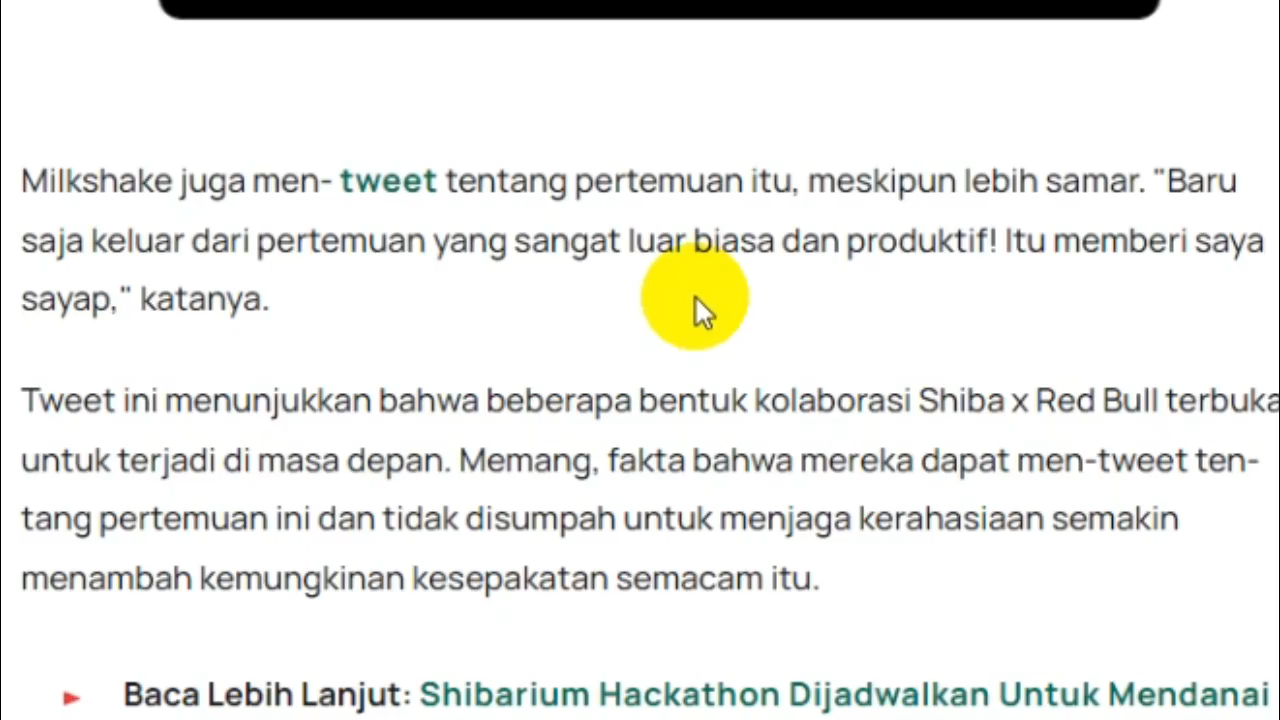 Milkshake juga men- tweet tentang pertemuan itu, meskipun lebih samar. "Baru
saja keluar dari pertemuan yang sangat luar biasa dan produktif! Itu memberi saya
sayap," katanya.
Tweet ini menunjukkan bahwa beberapa bentuk kolaborasi Shiba x Red Bull terbuka
untuk terjadi di masa depan. Memang, fakta bahwa mereka dapat men-tweet ten-
tang pertemuan ini dan tidak disumpah untuk menjaga kerahasiaan semakin
menambah kemungkinan kesepakatan semacam itu.
► Baca Lebih Lanjut: Shibarium Hackathon Dijadwalkan Untuk Mendanai